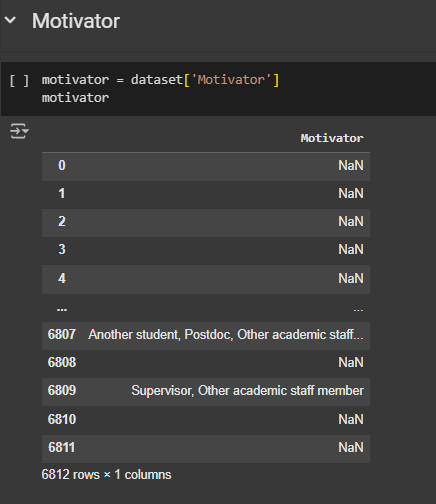 Motivator
[ ] motivator = dataset['Motivator']
motivator
Motivator
0 NaN
1 NaN
2 NaN
3 NaN
4 NaN
... ...
6807 Another student, Postdoc, Other academic staff...
6808 NaN
6809 Supervisor, Other academic staff member
6810 NaN
6811 NaN
6812 rows × 1 columns